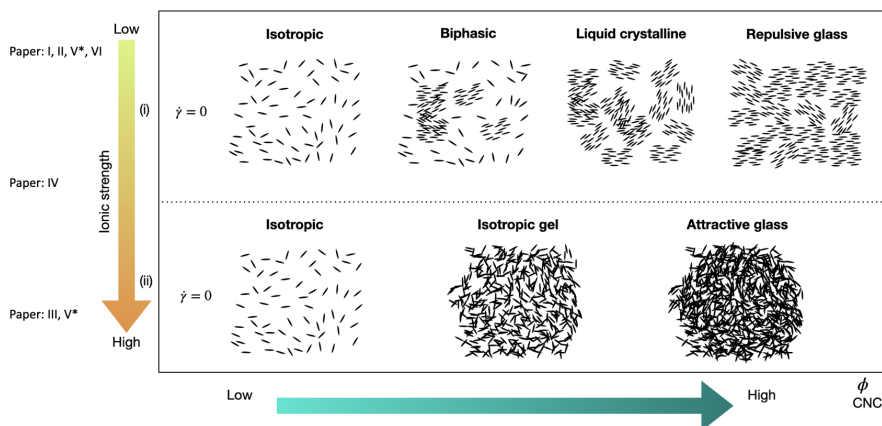 Low
Paper: I, II, V*, VI
Isotropic
Biphasic
Liquid crystalline
Repulsive glass
(i)
γ̇ = 0
Ionic strength
Paper: IV
Isotropic
Isotropic gel
Attractive glass
(ii)
γ̇ = 0
Paper: III, V*
High
Low
High
ϕ
CNC